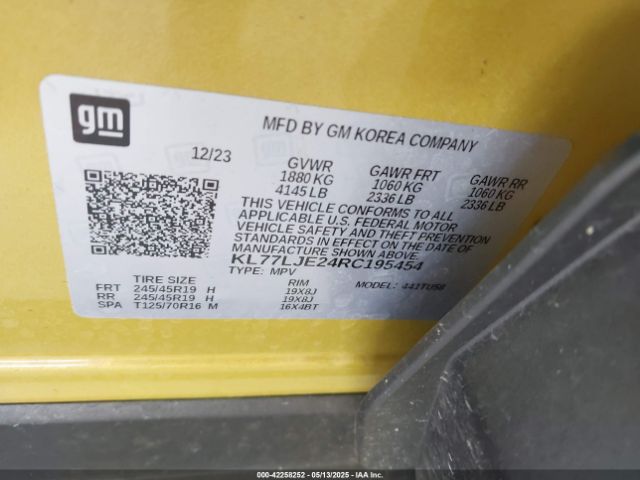 gm
MFD BY GM KOREA COMPANY
12/23 GVWR GAWR FRT GAWR RR
1880 KG 1060 KG 1060 KG
4145 LB 2336 LB 2336 LB
THIS VEHICLE CONFORMS TO ALL
APPLICABLE U.S. FEDERAL MOTOR
VEHICLE SAFETY AND THEFT PREVENTION
STANDARDS IN EFFECT ON THE DATE OF
MANUFACTURE SHOWN ABOVE.
KL77LJE24RC195454
TYPE: MPV MODEL: 441TU58
TIRE SIZE RIM
FRT 245/45R19 H 19X8J
RR 245/45R19 H 19X8J
SPA T125/70R16 M 16X4BT
000-42258252 - 05/13/2025 - IAAI Inc.